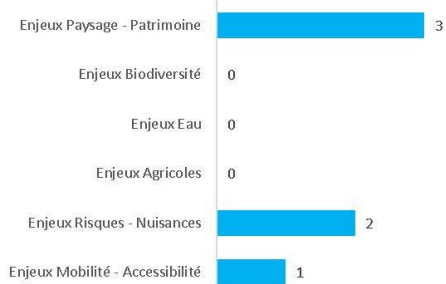 Enjeux Paysage - Patrimoine 3
Enjeux Biodiversité 0
Enjeux Eau 0
Enjeux Agricoles 0
Enjeux Risques - Nuisances 2
Enjeux Mobilité - Accessibilité 1